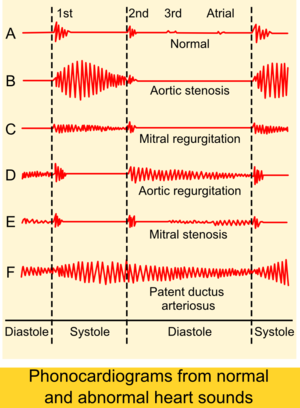 1st 2nd 3rd Atrial
A
Normal
B
Aortic stenosis
C
Mitral regurgitation
D
Aortic regurgitation
E
Mitral stenosis
F
Patent ductus
arteriosus
Diastole Systole Diastole Systole
Phonocardiograms from normal
and abnormal heart sounds